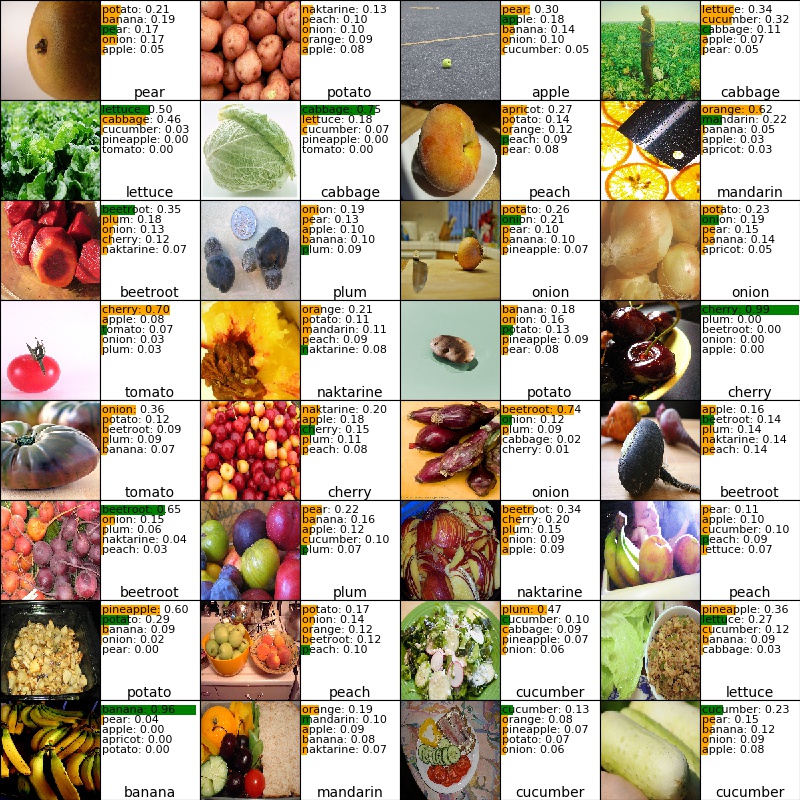 potato: 0.21
banana: 0.19
pear: 0.17
onion: 0.17
apple: 0.05
pear
naktarine: 0.13
peach: 0.10
onion: 0.10
orange: 0.09
apple: 0.08
potato
pear: 0.30
apple: 0.18
banana: 0.14
onion: 0.10
cucumber: 0.05
apple
lettuce: 0.34
cucumber: 0.32
cabbage: 0.11
apple: 0.07
pear: 0.05
cabbage
lettuce: 0.50
cabbage: 0.46
cucumber: 0.03
pineapple: 0.00
tomato: 0.00
lettuce
cabbage: 0.75
lettuce: 0.18
cucumber: 0.07
pineapple: 0.00
tomato: 0.00
cabbage
apricot: 0.27
potato: 0.14
orange: 0.12
peach: 0.09
pear: 0.08
peach
orange: 0.62
mandarin: 0.22
banana: 0.05
apple: 0.03
apricot: 0.03
mandarin
beetroot: 0.35
plum: 0.18
onion: 0.13
cherry: 0.12
naktarine: 0.07
beetroot
onion: 0.19
pear: 0.13
apple: 0.10
banana: 0.10
plum: 0.09
plum
potato: 0.26
onion: 0.21
pear: 0.10
banana: 0.10
pineapple: 0.07
onion
potato: 0.23
onion: 0.19
pear: 0.15
banana: 0.14
apricot: 0.05
onion
cherry: 0.70
apple: 0.08
tomato: 0.07
onion: 0.03
plum: 0.03
tomato
orange: 0.21
potato: 0.11
mandarin: 0.11
peach: 0.09
naktarine: 0.08
naktarine
banana: 0.18
onion: 0.16
potato: 0.13
pineapple: 0.09
pear: 0.08
potato
cherry: 0.99
plum: 0.00
beetroot: 0.00
onion: 0.00
apple: 0.00
cherry
onion: 0.36
potato: 0.12
beetroot: 0.09
plum: 0.09
banana: 0.07
tomato
naktarine: 0.20
apple: 0.18
cherry: 0.15
plum: 0.11
peach: 0.08
cherry
beetroot: 0.74
onion: 0.12
plum: 0.09
cabbage: 0.02
cherry: 0.01
onion
apple: 0.16
beetroot: 0.14
plum: 0.14
naktarine: 0.14
peach: 0.14
beetroot
beetroot: 0.65
onion: 0.15
plum: 0.06
naktarine: 0.04
peach: 0.03
beetroot
pear: 0.22
banana: 0.16
apple: 0.12
cucumber: 0.10
plum: 0.07
plum
beetroot: 0.34
cherry: 0.20
plum: 0.15
onion: 0.09
apple: 0.09
naktarine
pear: 0.11
apple: 0.10
cucumber: 0.10
peach: 0.09
lettuce: 0.07
peach
pineapple: 0.60
potato: 0.29
banana: 0.09
onion: 0.02
pear: 0.00
potato
potato: 0.17
onion: 0.14
orange: 0.12
beetroot: 0.12
peach: 0.10
peach
plum: 0.47
cucumber: 0.10
cabbage: 0.09
pineapple: 0.07
onion: 0.06
cucumber
pineapple: 0.36
lettuce: 0.27
cucumber: 0.12
banana: 0.09
cabbage: 0.03
lettuce
banana: 0.96
pear: 0.04
apple: 0.00
apricot: 0.00
potato: 0.00
banana
orange: 0.19
mandarin: 0.10
apple: 0.09
banana: 0.08
naktarine: 0.07
mandarin
cucumber: 0.13
orange: 0.08
pineapple: 0.07
potato: 0.07
onion: 0.06
cucumber
cucumber: 0.23
pear: 0.15
banana: 0.12
onion: 0.09
apple: 0.08
cucumber